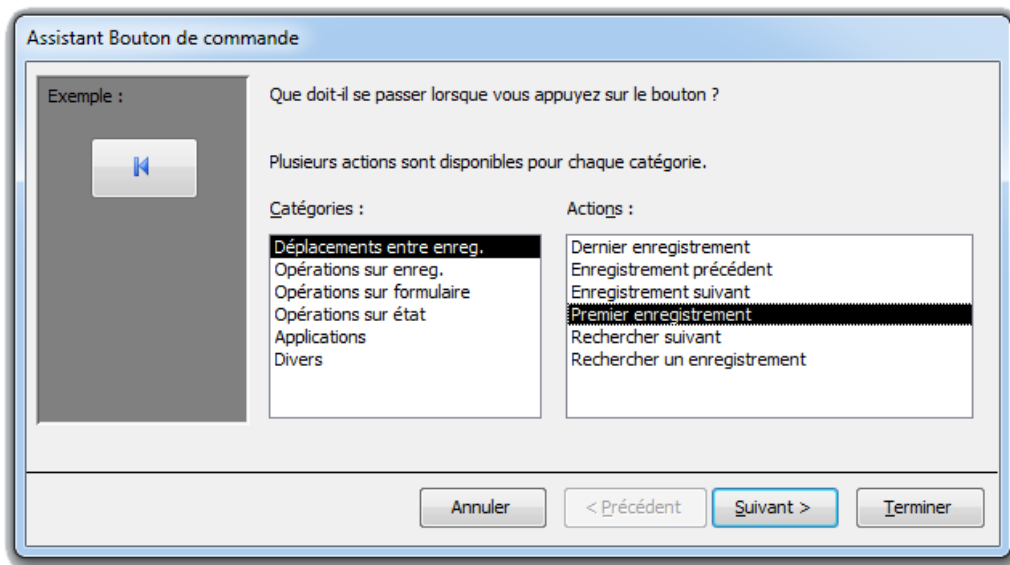 Assistant Bouton de commande
Exemple :
Que doit-il se passer lorsque vous appuyez sur le bouton ?
Plusieurs actions sont disponibles pour chaque catégorie.
Catégories :
Déplacements entre enreg.
Opérations sur enreg.
Opérations sur formulaire
Opérations sur état
Applications
Divers
Actions :
Dernier enregistrement
Enregistrement précédent
Enregistrement suivant
Premier enregistrement
Rechercher suivant
Rechercher un enregistrement
Annuler
< Précédent
Suivant >
Terminer